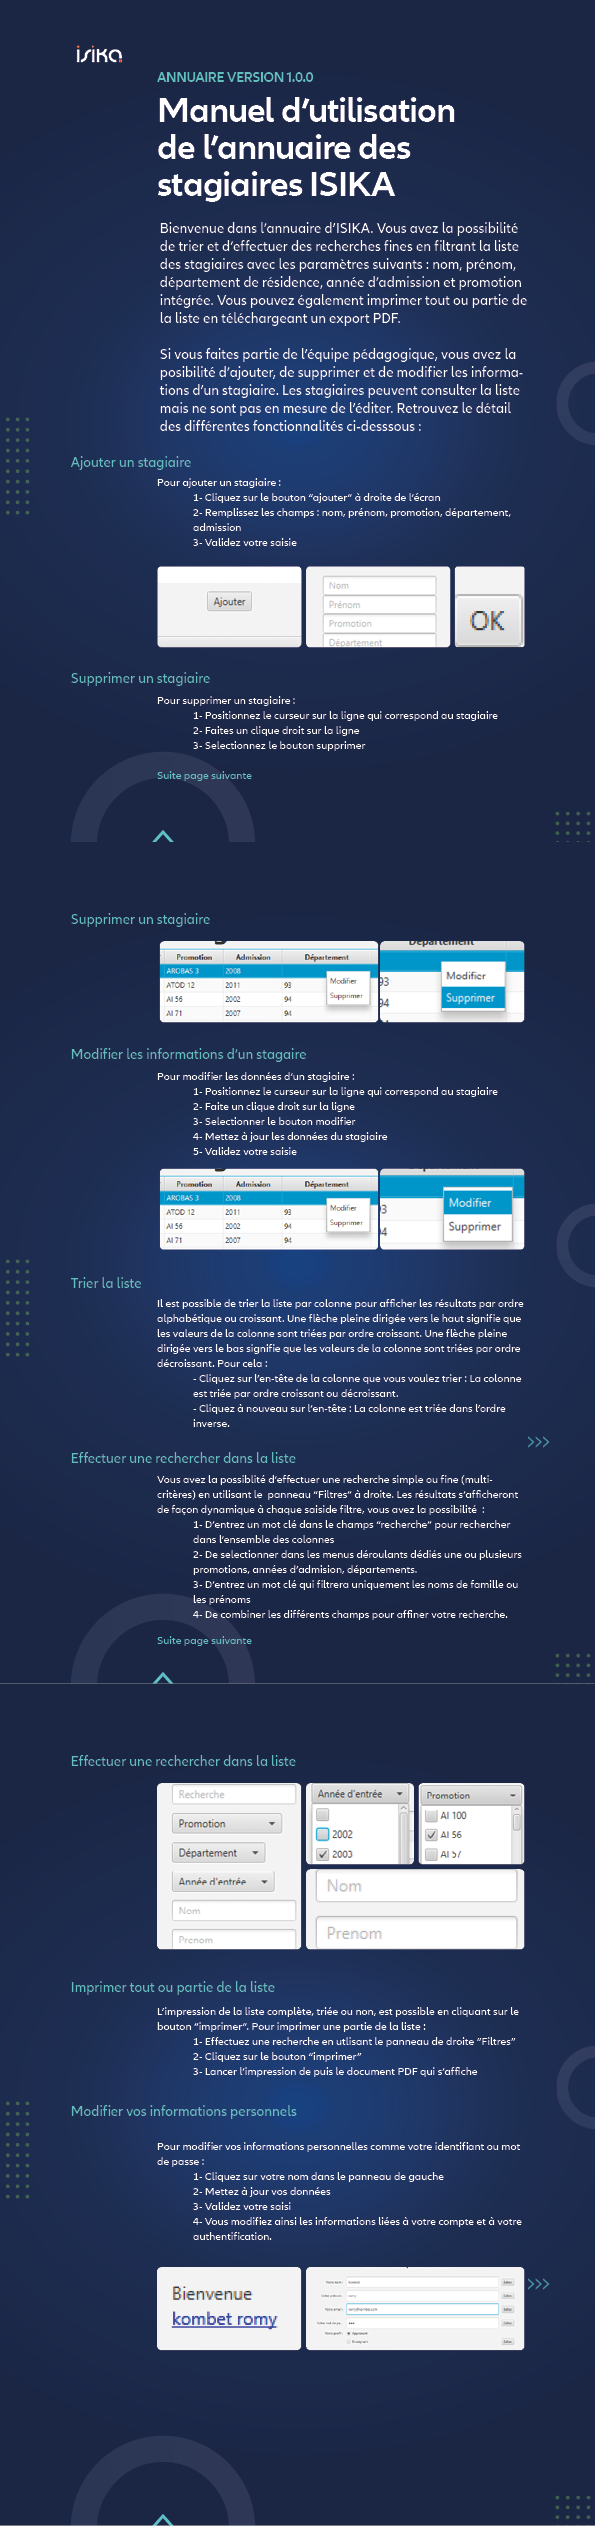 isika
ANNUAIRE VERSION 1.0.0
Manuel d'utilisation
de l'annuaire des
stagiaires ISIKA
Bienvenue dans l'annuaire d'ISIKA. Vous avez la possibilité
de trier et d'effectuer des recherches fines en filtrant la liste
des stagiaires avec les paramètres suivants : nom, prénom,
département de résidence, année d'admission et promotion
intégrée. Vous pouvez également imprimer tout ou partie de
la liste en téléchargeant un export PDF.
Si vous faites partie de l'équipe pédagogique, vous avez la
posibilité d'ajouter, de supprimer et de modifier les informa-
tions d'un stagiaire. Les stagiaires peuvent consulter la liste
mais ne sont pas en mesure de l'éditer. Retrouvez le détail
des différentes fonctionnalités ci-desssous :
Ajouter un stagiaire
Pour ajouter un stagiaire :
1- Cliquez sur le bouton "ajouter" à droite de l'écran
2- Remplissez les champs : nom, prénom, promotion, département,
admission
3- Validez votre saisie
Ajouter
Nom
Prénom
Promotion
Département
OK
Supprimer un stagiaire
Pour supprimer un stagiaire :
1- Positionnez le curseur sur la ligne qui correspond au stagiaire
2- Faites un clique droit sur la ligne
3- Selectionnez le bouton supprimer
Suite page suivante
Supprimer un stagiaire
Promotion Admission Département
AROBAS 3 2008
ATOD 12 2011 93
AI 56 2002 94
AI 71 2007 94
Modifier
Supprimer
Département
93
94
Modifier
Supprimer
Modifier les informations d'un stagaire
Pour modifier les données d'un stagiaire :
1- Positionnez le curseur sur la ligne qui correspond au stagiaire
2- Faite un clique droit sur la ligne
3- Selectionner le bouton modifier
4- Mettez à jour les données du stagiaire
5- Validez votre saisie
Promotion Admission Département
AROBAS 3 2008
ATOD 12 2011 93
AI 56 2002 94
AI 71 2007 94
Modifier
Supprimer
3
4
Modifier
Supprimer
Trier la liste
Il est possible de trier la liste par colonne pour afficher les résultats par ordre
alphabétique ou croissant. Une flèche pleine dirigée vers le haut signifie que
les valeurs de la colonne sont triées par ordre croissant. Une flèche pleine
dirigée vers le bas signifie que les valeurs de la colonne sont triées par ordre
décroissant. Pour cela :
- Cliquez sur l'en-tête de la colonne que vous voulez trier : La colonne
est triée par ordre croissant ou décroissant.
- Cliquez à nouveau sur l'en-tête : La colonne est triée dans l'ordre
inverse.
>>>
Effectuer une rechercher dans la liste
Vous avez la possiblité d'effectuer une recherche simple ou fine (multi-
critères) en utilisant le panneau "Filtres" à droite. Les résultats s'afficheront
de façon dynamique à chaque saiside filtre, vous avez la possibilité :
1- D'entrez un mot clé dans le champs "recherche" pour rechercher
dans l'ensemble des colonnes
2- De selectionner dans les menus déroulants dédiés une ou plusieurs
promotions, années d'admision, départements.
3- D'entrez un mot clé qui filtrera uniquement les noms de famille ou
les prénoms
4- De combiner les différents champs pour affiner votre recherche.
Suite page suivante
Effectuer une rechercher dans la liste
Recherche
Promotion
Département
Année d'entrée
Nom
Prenom
Année d'entrée
2002
2003
Promotion
AI 100
AI 56
AI 57
Nom
Prenom
Imprimer tout ou partie de la liste
L'impression de la liste complète, triée ou non, est possible en cliquant sur le
bouton "imprimer". Pour imprimer une partie de la liste :
1- Effectuez une recherche en utlisant le panneau de droite "Filtres"
2- Cliquez sur le bouton "imprimer"
3- Lancer l'impression de puis le document PDF qui s'affiche
Modifier vos informations personnels
Pour modifier vos informations personnelles comme votre identifiant ou mot
de passe :
1- Cliquez sur votre nom dans le panneau de gauche
2- Mettez à jour vos données
3- Validez votre saisi
4- Vous modifiez ainsi les informations liées à votre compte et à votre
authentification.
Bienvenue
kombet romy
>>>